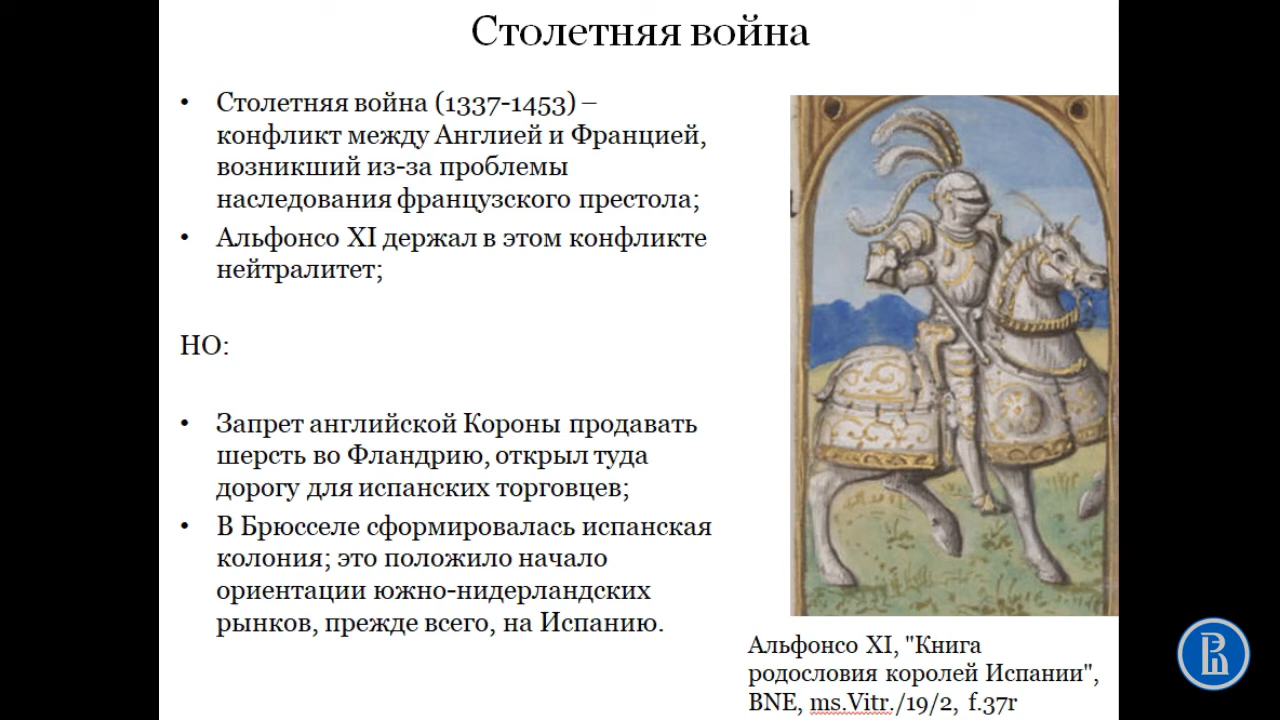 Столетняя война
• Столетняя война (1337-1453) –
конфликт между Англией и Францией,
возникший из-за проблемы
наследования французского престола;
• Альфонсо XI держал в этом конфликте
нейтралитет;
НО:
• Запрет английской Короны продавать
шерсть во Фландрию, открыл туда
дорогу для испанских торговцев;
• В Брюсселе сформировалась испанская
колония; это положило начало
ориентации южно-нидерландских
рынков, прежде всего, на Испанию.
Альфонсо XI, "Книга
родословия королей Испании",
BNE, ms.Vitr./19/2, f.37r